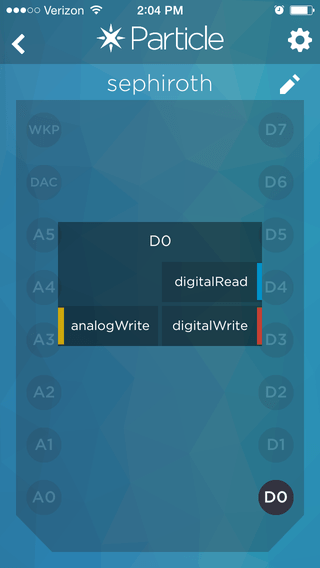 Verizon 2:04 PM
Particle
sephiroth
WKP D7
DAC D6
A5 D5
D0
A4 digitalRead D4
A3 analogWrite digitalWrite D3
A2 D2
A1 D1
A0 D0